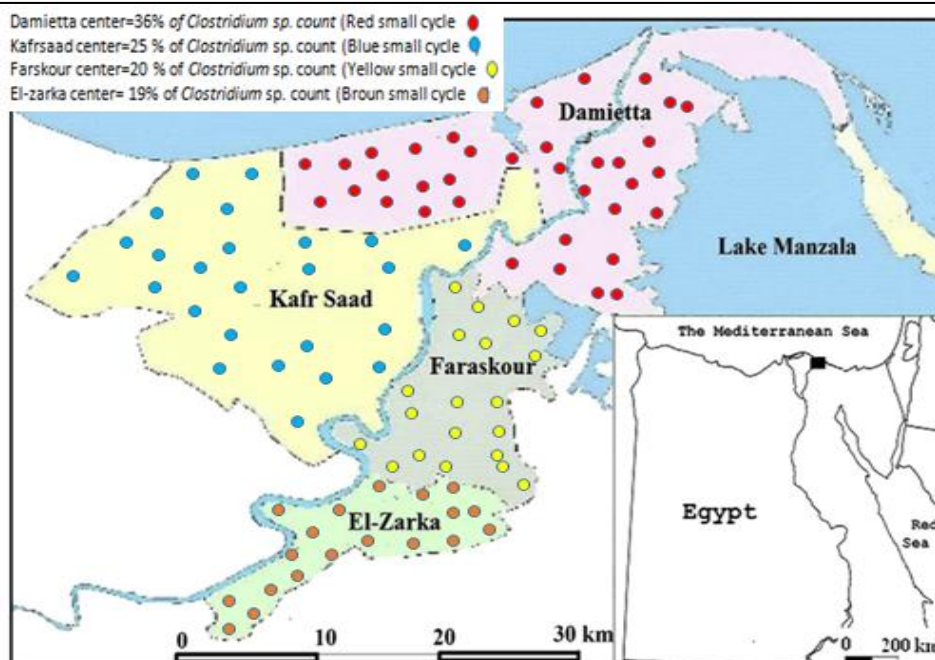 Damietta center=36% of Clostridium sp. count (Red small cycle
Kafrsaad center=25 % of Clostridium sp. count (Blue small cycle
Farskour center=20 % of Clostridium sp. count (Yellow small cycle
El-zarka center= 19% of Clostridium sp. count (Broun small cycle
Damietta
Lake Manzala
Kafr Saad
Faraskour
El-Zarka
The Mediterranean Sea
Egypt
Red
Sea
0 10 20 30 km
0 200 km